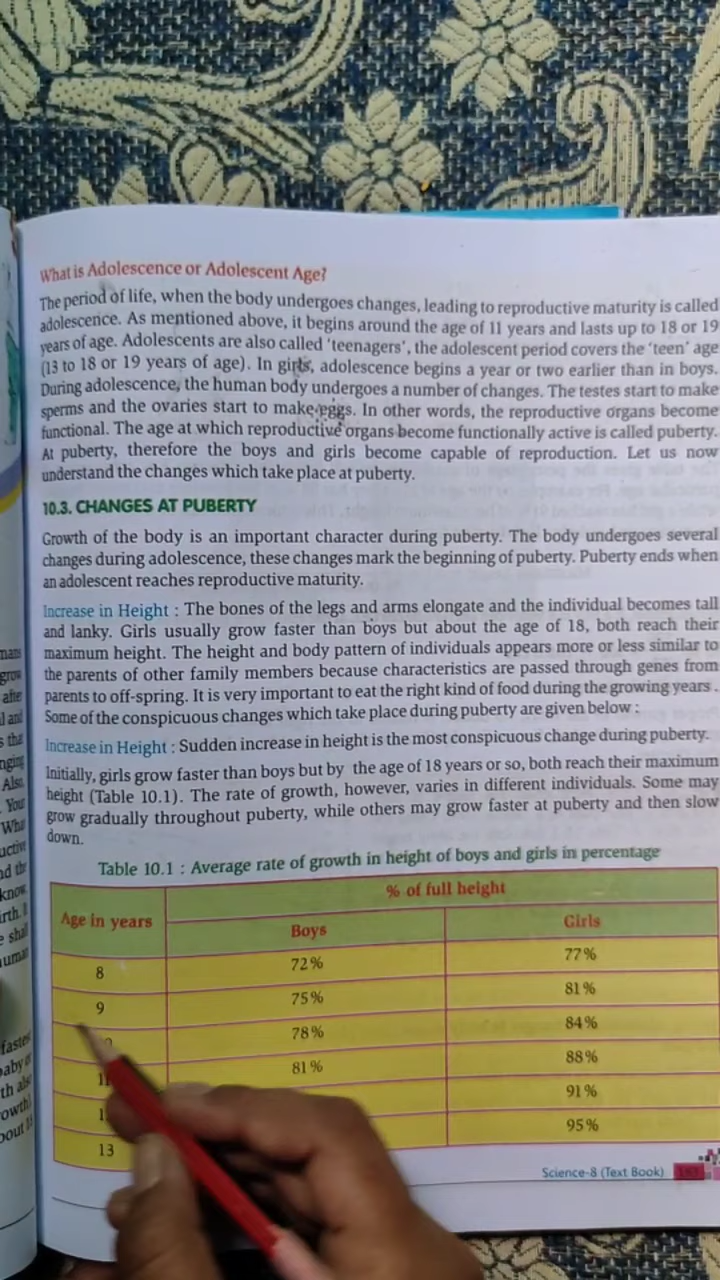 What is Adolescence or Adolescent Age?
The period of life, when the body undergoes changes, leading to reproductive maturity is called
adolescence. As mentioned above, it begins around the age of 11 years and lasts up to 18 or 19
years of age. Adolescents are also called 'teenagers', the adolescent period covers the 'teen' age
(13 to 18 or 19 years of age). In girls, adolescence begins a year or two earlier than in boys.
During adolescence, the human body undergoes a number of changes. The testes start to make
sperms and the ovaries start to make eggs. In other words, the reproductive organs become
functional. The age at which reproductive organs become functionally active is called puberty.
At puberty, therefore the boys and girls become capable of reproduction. Let us now
understand the changes which take place at puberty.
10.3. CHANGES AT PUBERTY
Growth of the body is an important character during puberty. The body undergoes several
changes during adolescence, these changes mark the beginning of puberty. Puberty ends when
an adolescent reaches reproductive maturity.
Increase in Height : The bones of the legs and arms elongate and the individual becomes tall
and lanky. Girls usually grow faster than boys but about the age of 18, both reach their
maximum height. The height and body pattern of individuals appears more or less similar to
the parents of other family members because characteristics are passed through genes from
parents to off-spring. It is very important to eat the right kind of food during the growing years .
Some of the conspicuous changes which take place during puberty are given below :
Increase in Height : Sudden increase in height is the most conspicuous change during puberty.
Initially, girls grow faster than boys but by the age of 18 years or so, both reach their maximum
height (Table 10.1). The rate of growth, however, varies in different individuals. Some may
grow gradually throughout puberty, while others may grow faster at puberty and then slow
down.
Table 10.1 : Average rate of growth in height of boys and girls in percentage
Age in years % of full height
Boys Girls
8 72% 77%
9 75% 81%
78% 84%
81% 88%
91%
13 95%
Science-8 (Text Book)